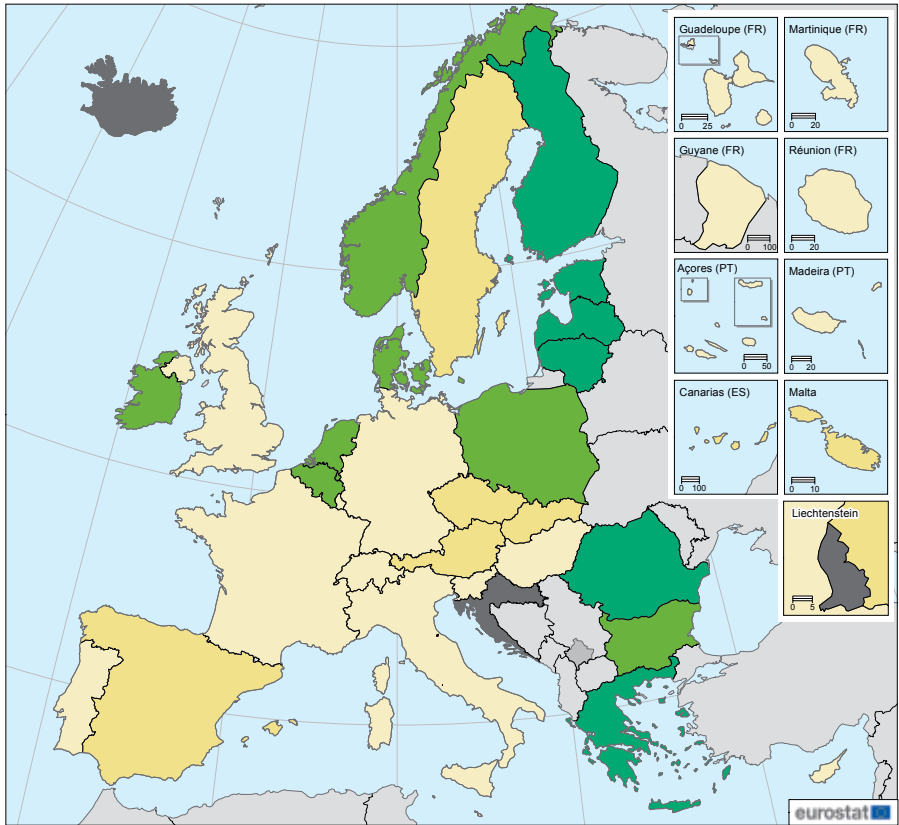 Guadeloupe (FR)
0 25
Martinique (FR)
0 20
Guyane (FR)
0 100
Réunion (FR)
0 20
Açores (PT)
0 50
Madeira (PT)
0 20
Canarias (ES)
0 100
Malta
0 10
Liechtenstein
0 5
eurostat